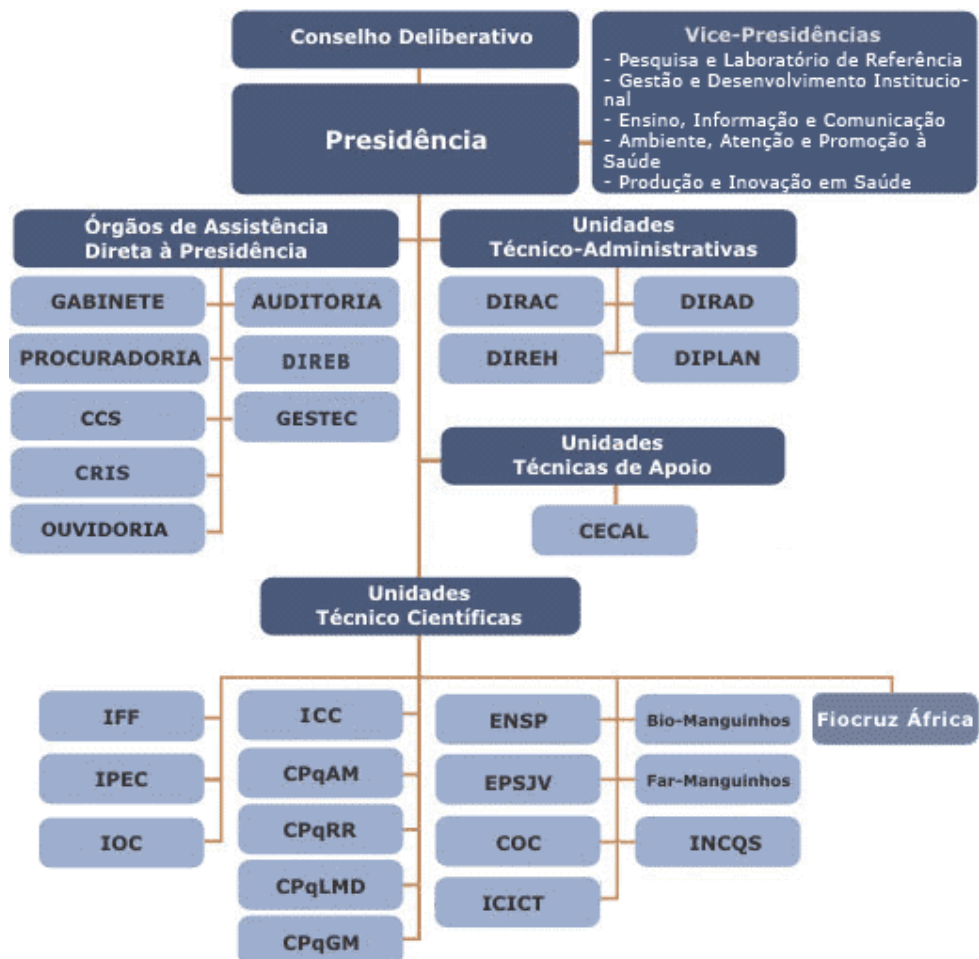 Conselho Deliberativo
Vice-Presidências
- Pesquisa e Laboratório de Referência
- Gestão e Desenvolvimento Institucio-
nal
- Ensino, Informação e Comunicação
- Ambiente, Atenção e Promoção à
Saúde
- Produção e Inovação em Saúde
Presidência
Órgãos de Assistência
Direta à Presidência
GABINETE
AUDITORIA
PROCURADORIA
DIREB
CCS
GESTEC
CRIS
OUVIDORIA
Unidades
Técnico-Administrativas
DIRAC
DIRAD
DIREH
DIPLAN
Unidades
Técnicas de Apoio
CECAL
Unidades
Técnico Científicas
IFF
IPEC
IOC
ICC
CPqAM
CPqRR
CPqLMD
CPqGM
ENSP
EPSJV
COC
ICICT
Bio-Manguinhos
Far-Manguinhos
INCQS
Fiocruz África